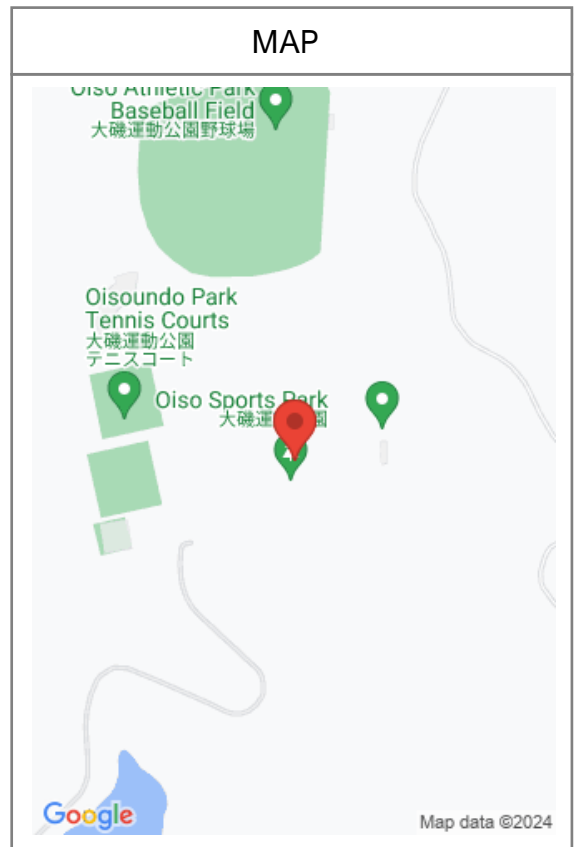 MAP
Oiso Athletic Park
Baseball Field
大磯運動公園野球場
Oisoundo Park
Tennis Courts
大磯運動公園
テニスコート
Oiso Sports Park
大磯運 園
Google
Map data ©2024